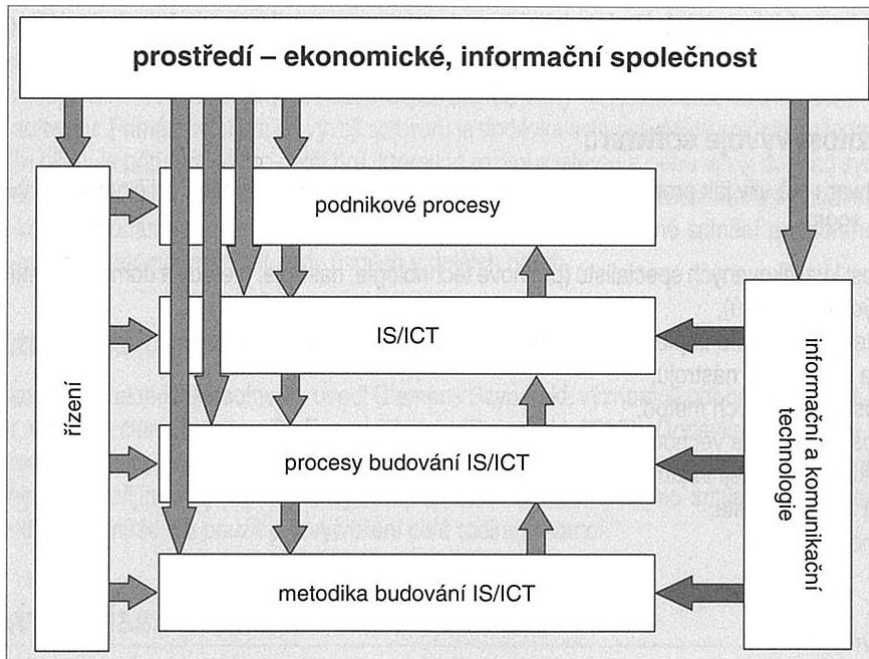 prostředí – ekonomické, informační společnost
podnikové procesy
IS/ICT
procesy budování IS/ICT
metodika budování IS/ICT
řízení
informační a komunikační
technologie